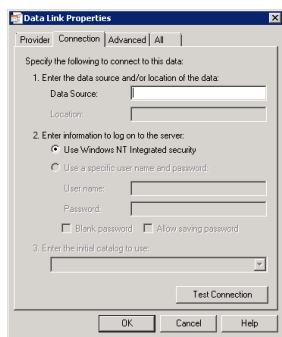 Data Link Properties
Provider Connection Advanced All
Specify the following to connect to this data:
1. Enter the data source and/or location of the data:
Data Source:
Location:
2. Enter information to log on to the server:
Use Windows NT Integrated security
Use a specific user name and password:
User name:
Password:
Blank password Allow saving password
3. Enter the initial catalog to use:
Test Connection
OK Cancel Help